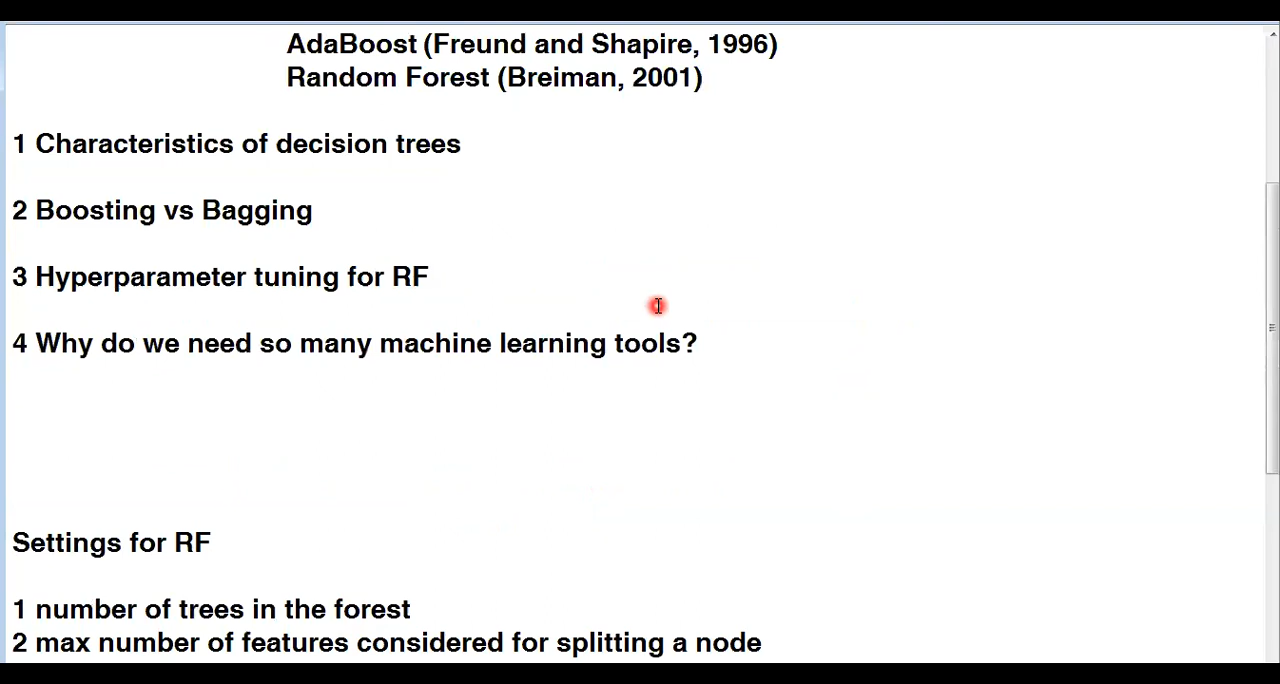 AdaBoost (Freund and Shapire, 1996)
Random Forest (Breiman, 2001)
1 Characteristics of decision trees
2 Boosting vs Bagging
3 Hyperparameter tuning for RF
4 Why do we need so many machine learning tools?
Settings for RF
1 number of trees in the forest
2 max number of features considered for splitting a node